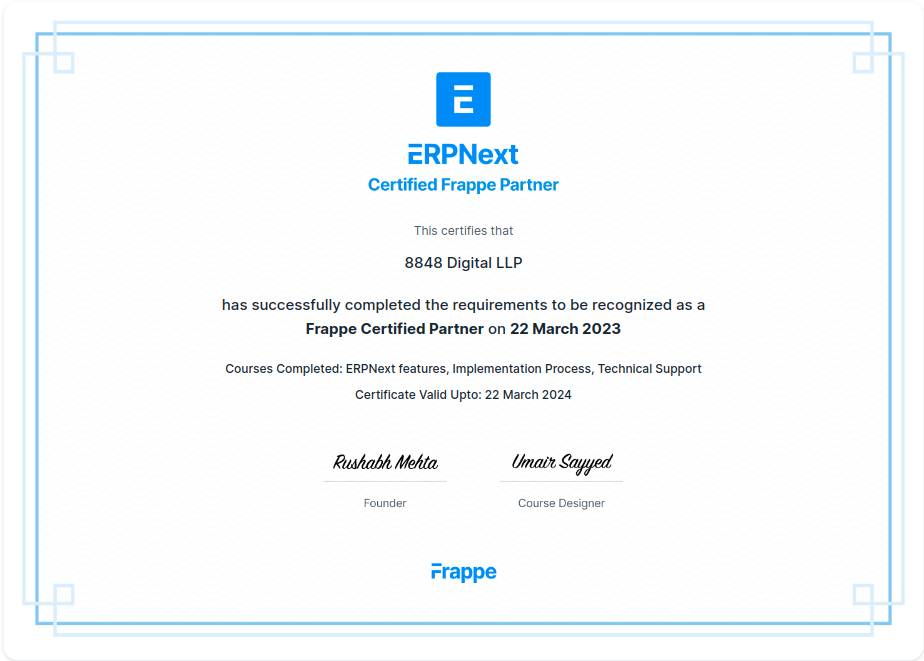 E
ERPNext
Certified Frappe Partner
This certifies that
8848 Digital LLP
has successfully completed the requirements to be recognized as a
Frappe Certified Partner on 22 March 2023
Courses Completed: ERPNext features, Implementation Process, Technical Support
Certificate Valid Upto: 22 March 2024
Rushabh Mehta
Umair Sayyed
Founder
Course Designer
Frappe